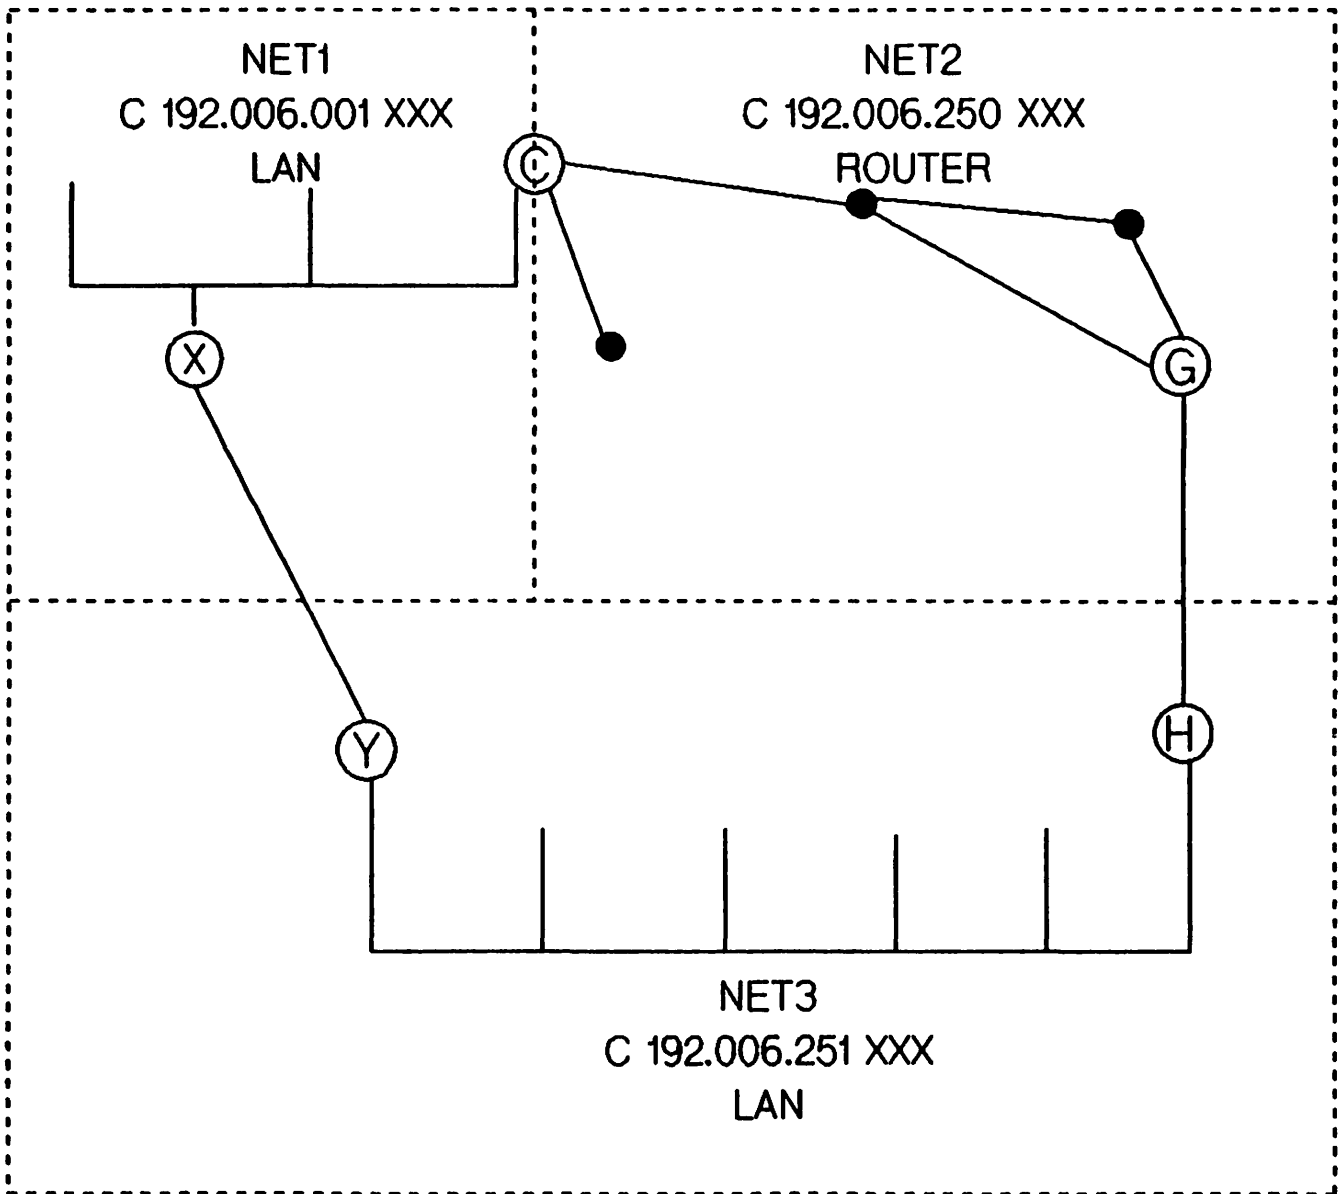 NET1
C 192.006.001 XXX
LAN
NET2
C 192.006.250 XXX
ROUTER
C
X
G
Y
H
NET3
C 192.006.251 XXX
LAN